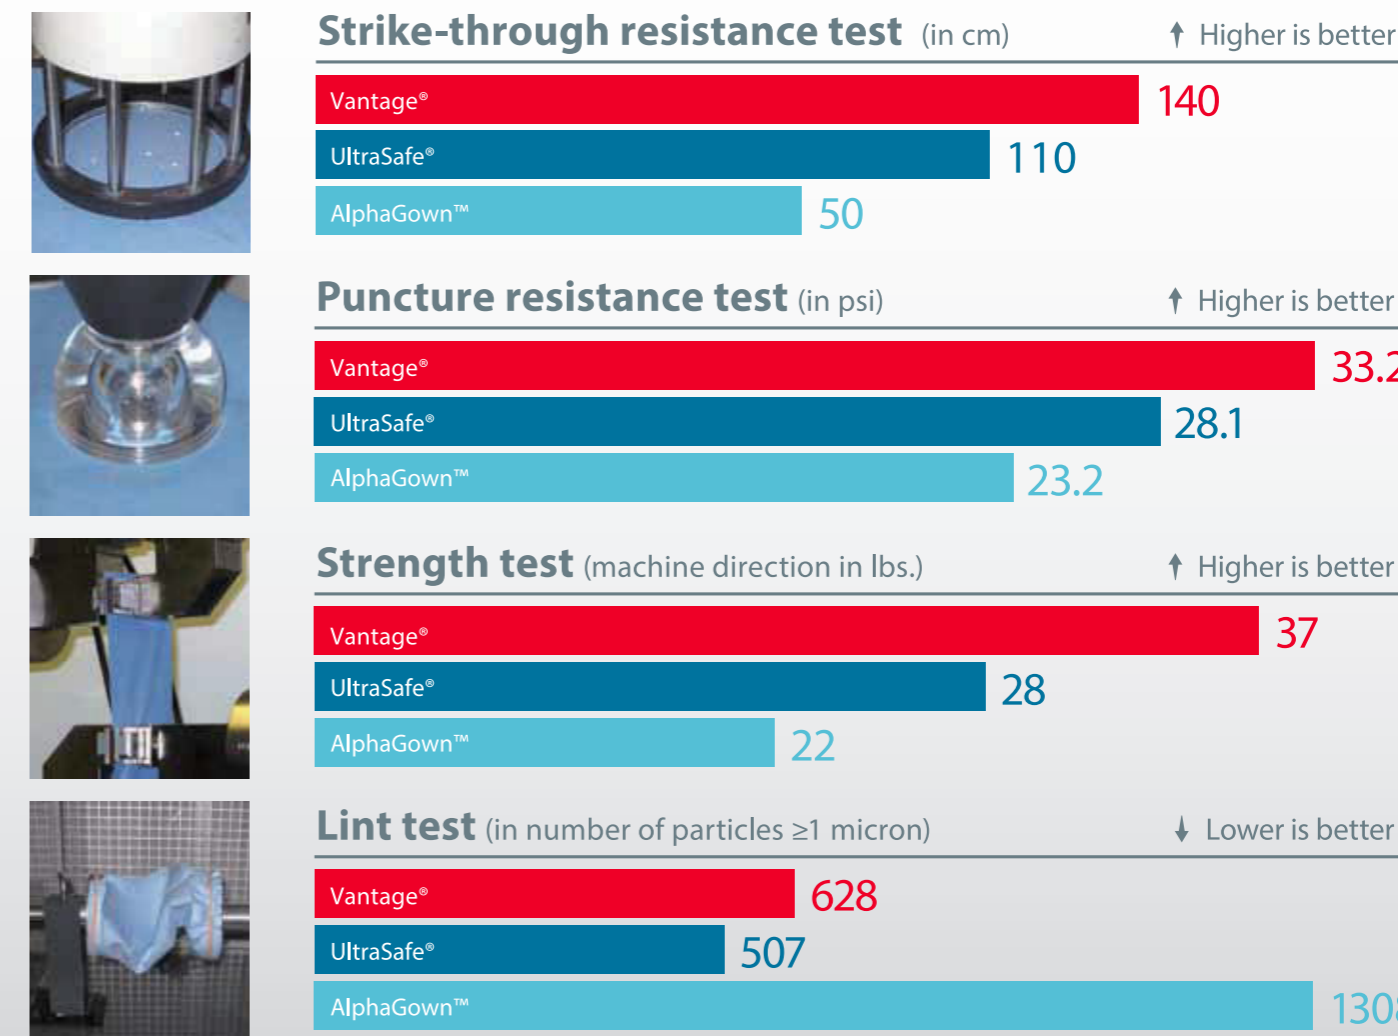 Strike-through resistance test (in cm) Higher is better
Vantage®
140
UltraSafe®
110
AlphaGown™
50
Puncture resistance test (in psi) Higher is better
Vantage®
33.2
UltraSafe®
28.1
AlphaGown™
23.2
Strength test (machine direction in lbs.) Higher is better
Vantage®
37
UltraSafe®
28
AlphaGown™
22
Lint test (in number of particles ≥1 micron) Lower is better
Vantage®
628
UltraSafe®
507
AlphaGown™